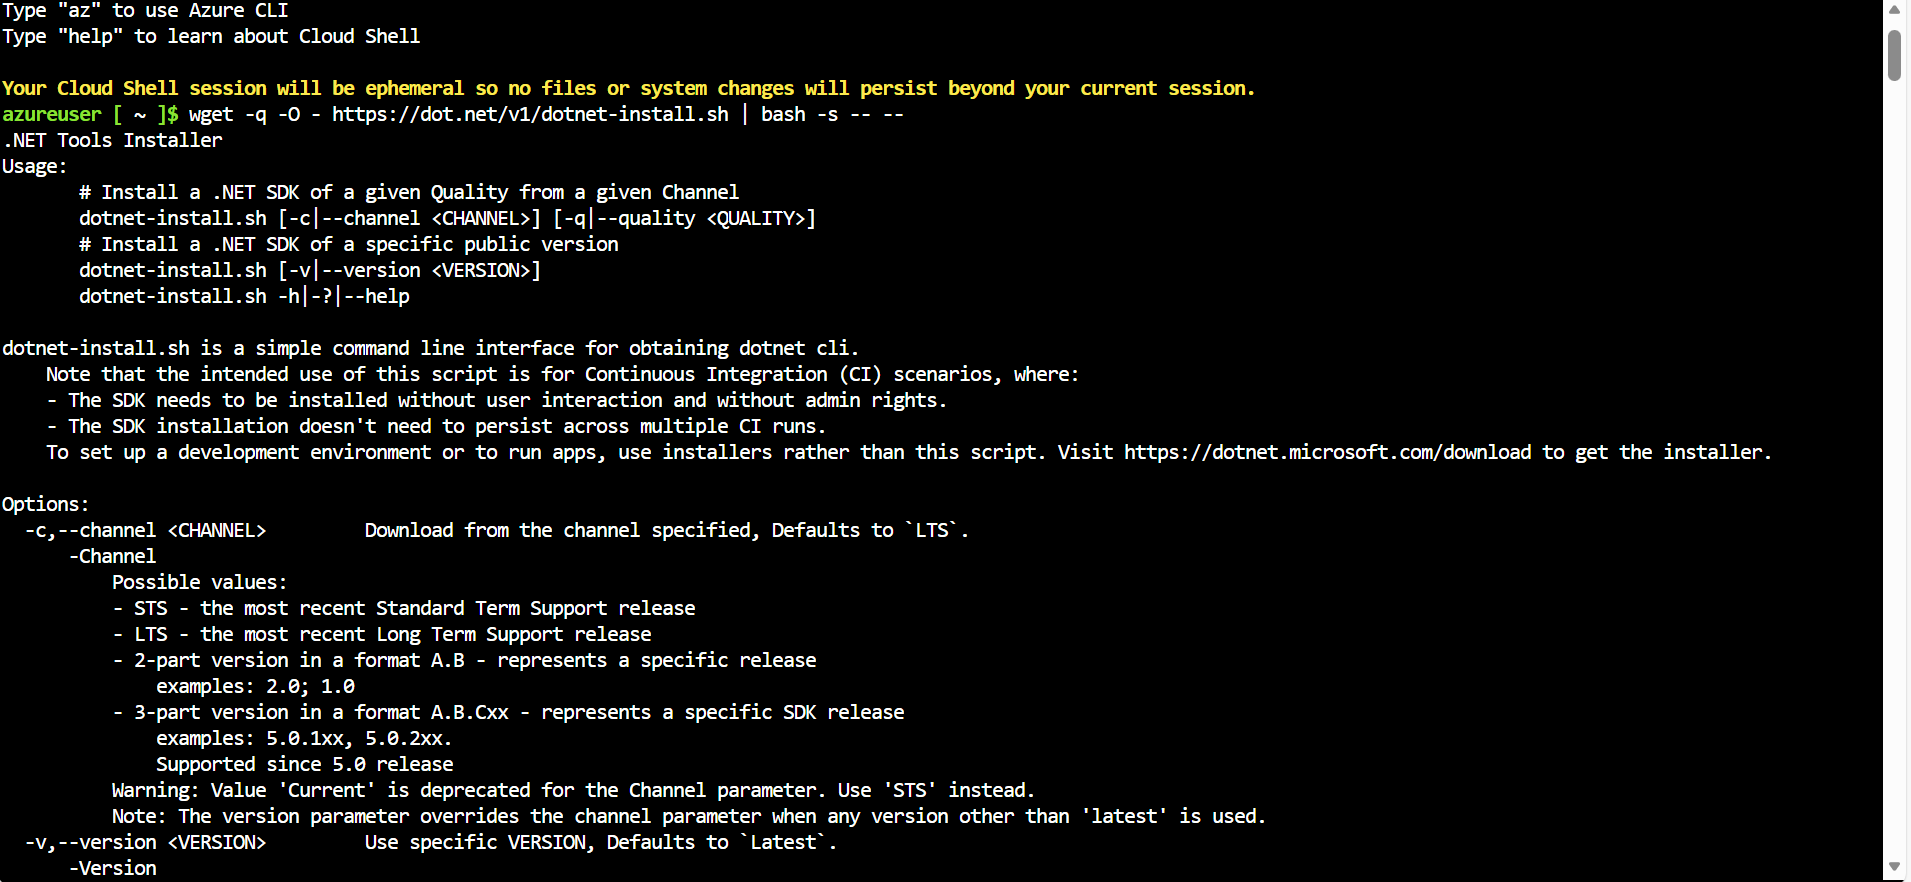 Type "az" to use Azure CLI
Type "help" to learn about Cloud Shell

Your Cloud Shell session will be ephemeral so no files or system changes will persist beyond your current session.
azureuser [ ~ ]$ wget -q -O - https://dot.net/v1/dotnet-install.sh | bash -s -- --
.NET Tools Installer
Usage:
       # Install a .NET SDK of a given Quality from a given Channel
       dotnet-install.sh [-c|--channel <CHANNEL>] [-q|--quality <QUALITY>]
       # Install a .NET SDK of a specific public version
       dotnet-install.sh [-v|--version <VERSION>]
       dotnet-install.sh -h|-?|--help

dotnet-install.sh is a simple command line interface for obtaining dotnet cli.
    Note that the intended use of this script is for Continuous Integration (CI) scenarios, where:
    - The SDK needs to be installed without user interaction and without admin rights.
    - The SDK installation doesn't need to persist across multiple CI runs.
    To set up a development environment or to run apps, use installers rather than this script. Visit https://dotnet.microsoft.com/download to get the installer.

Options:
  -c,--channel <CHANNEL>         Download from the channel specified, Defaults to `LTS`.
      -Channel
          Possible values:
          - STS - the most recent Standard Term Support release
          - LTS - the most recent Long Term Support release
          - 2-part version in a format A.B - represents a specific release
              examples: 2.0; 1.0
          - 3-part version in a format A.B.Cxx - represents a specific SDK release
              examples: 5.0.1xx, 5.0.2xx.
              Supported since 5.0 release
          Warning: Value 'Current' is deprecated for the Channel parameter. Use 'STS' instead.
          Note: The version parameter overrides the channel parameter when any version other than 'latest' is used.
  -v,--version <VERSION>         Use specific VERSION, Defaults to `Latest`.
      -Version